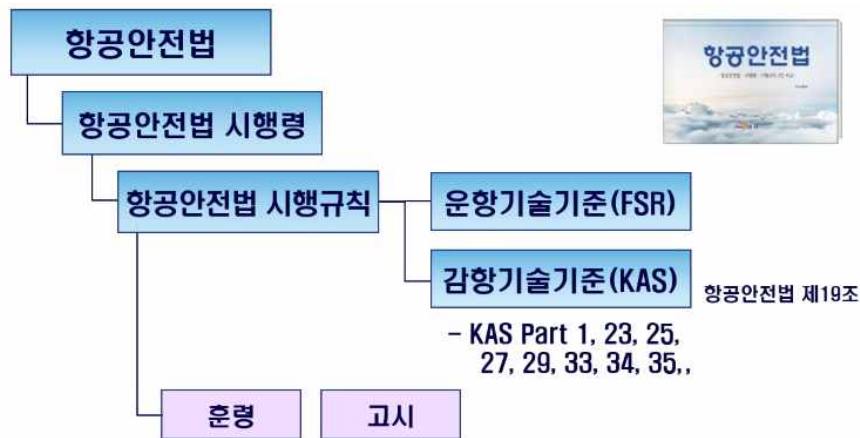 항공안전법
항공안전법
항공안전법 시행령
항공안전법 시행규칙
운항기술기준(FSR)
감항기술기준(KAS)
항공안전법 제19조
- KAS Part 1, 23, 25,
27, 29, 33, 34, 35,,
훈령
고시